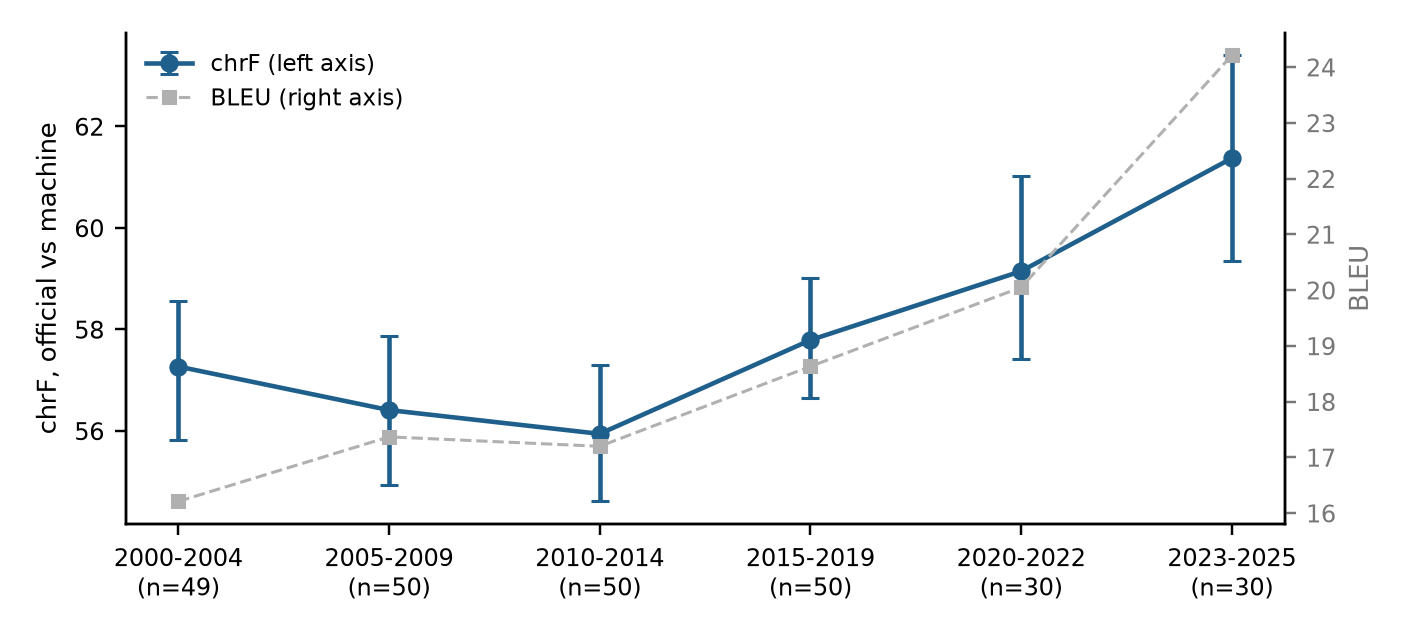 chrF (left axis)
BLEU (right axis)
chrF, official vs machine
62
60
58
56
24
23
22
21
20
19
18
17
16
BLEU
2000-2004 2005-2009 2010-2014 2015-2019 2020-2022 2023-2025
(n=49) (n=50) (n=50) (n=50) (n=30) (n=30)